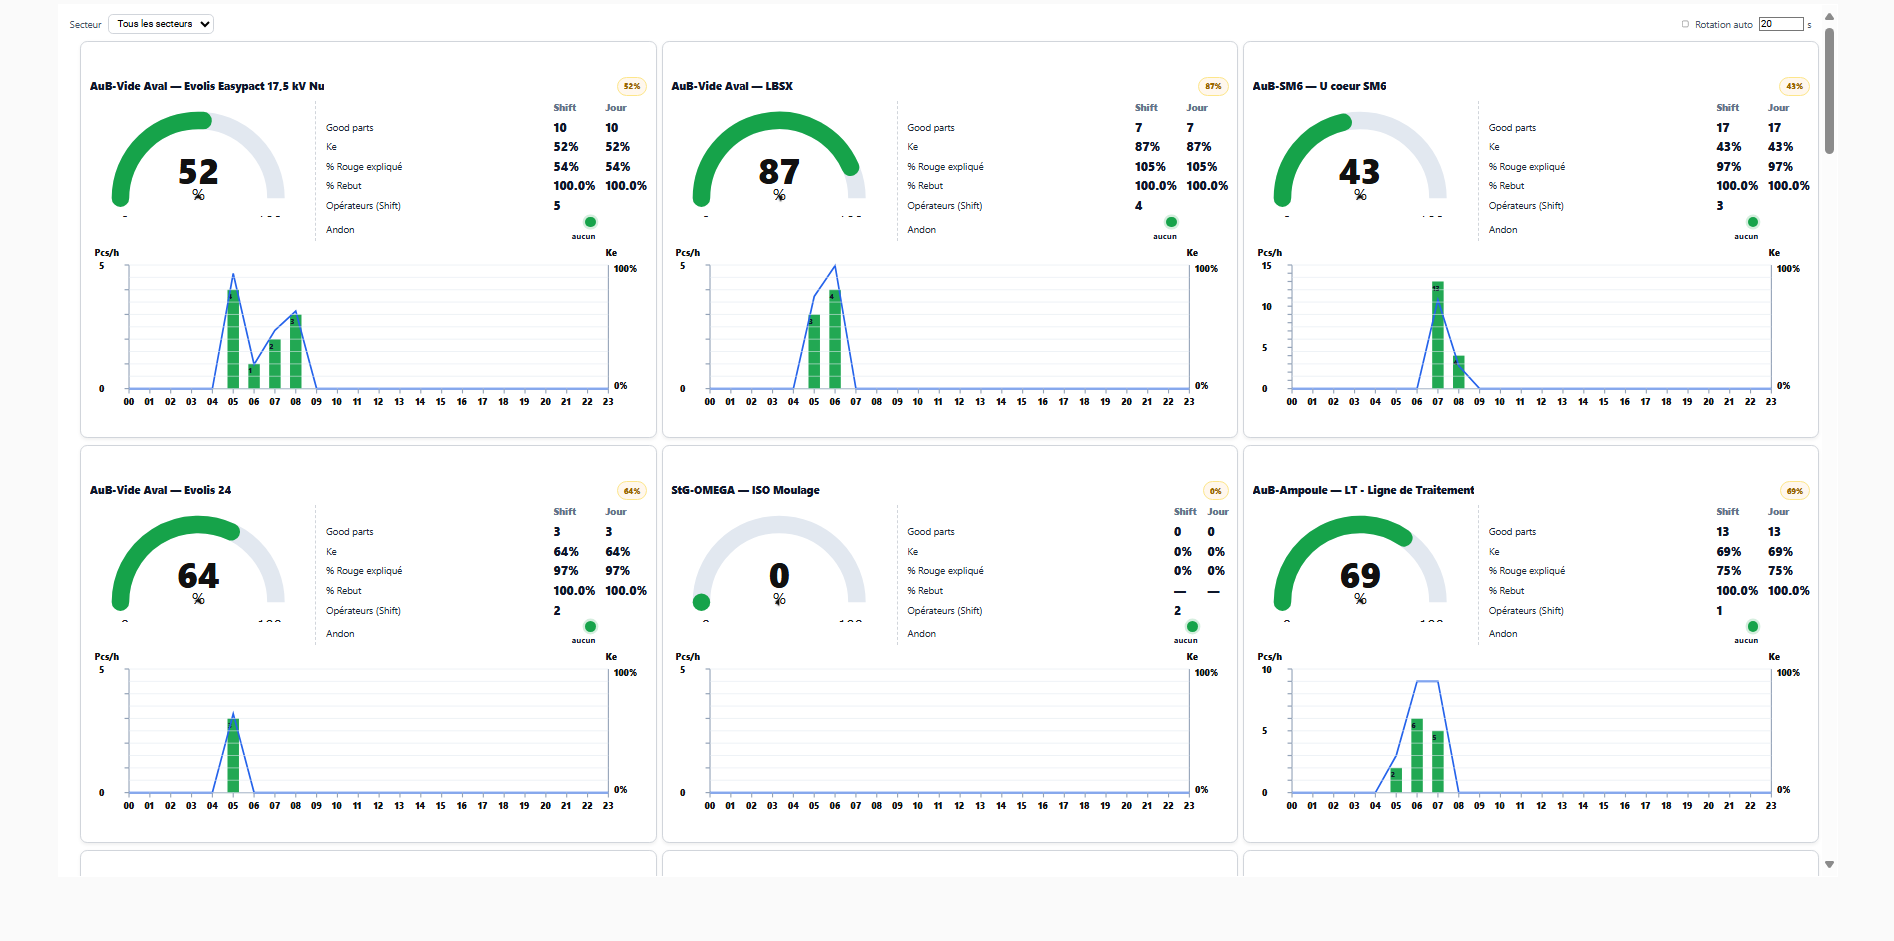 Secteur Tous les secteurs Rotation auto 20 s
AuB-Vide Aval — Evolis Easypact 17,5 kV Nu 52%
Shift Jour
Good parts 10 10
Ke 52% 52%
% Rouge expliqué 54% 54%
% Rebut 100.0% 100.0%
Opérateurs (Shift) 5
Andon aucun
52
%
Pcs/h Ke
5 100%
4 1 2 3
0 0%
00 01 02 03 04 05 06 07 08 09 10 11 12 13 14 15 16 17 18 19 20 21 22 23
AuB-Vide Aval — LBSX 87%
Shift Jour
Good parts 7 7
Ke 87% 87%
% Rouge expliqué 105% 105%
% Rebut 100.0% 100.0%
Opérateurs (Shift) 4
Andon aucun
87
%
Pcs/h Ke
5 100%
3 4
0 0%
00 01 02 03 04 05 06 07 08 09 10 11 12 13 14 15 16 17 18 19 20 21 22 23
AuB-SM6 — U coeur SM6 43%
Shift Jour
Good parts 17 17
Ke 43% 43%
% Rouge expliqué 97% 97%
% Rebut 100.0% 100.0%
Opérateurs (Shift) 3
Andon aucun
43
%
Pcs/h Ke
15 100%
10
5
13 4
0 0%
00 01 02 03 04 05 06 07 08 09 10 11 12 13 14 15 16 17 18 19 20 21 22 23
AuB-Vide Aval — Evolis 24 64%
Shift Jour
Good parts 3 3
Ke 64% 64%
% Rouge expliqué 97% 97%
% Rebut 100.0% 100.0%
Opérateurs (Shift) 2
Andon aucun
64
%
Pcs/h Ke
5 100%
3
0 0%
00 01 02 03 04 05 06 07 08 09 10 11 12 13 14 15 16 17 18 19 20 21 22 23
StG-OMEGA — ISO Moulage 0%
Shift Jour
Good parts 0 0
Ke 0% 0%
% Rouge expliqué 0% 0%
% Rebut — —
Opérateurs (Shift) 2
Andon aucun
0
%
Pcs/h Ke
5 100%
0 0%
00 01 02 03 04 05 06 07 08 09 10 11 12 13 14 15 16 17 18 19 20 21 22 23
AuB-Ampoule — LT - Ligne de Traitement 69%
Shift Jour
Good parts 13 13
Ke 69% 69%
% Rouge expliqué 75% 75%
% Rebut 100.0% 100.0%
Opérateurs (Shift) 1
Andon aucun
69
%
Pcs/h Ke
10 100%
5
2 6 5
0 0%
00 01 02 03 04 05 06 07 08 09 10 11 12 13 14 15 16 17 18 19 20 21 22 23